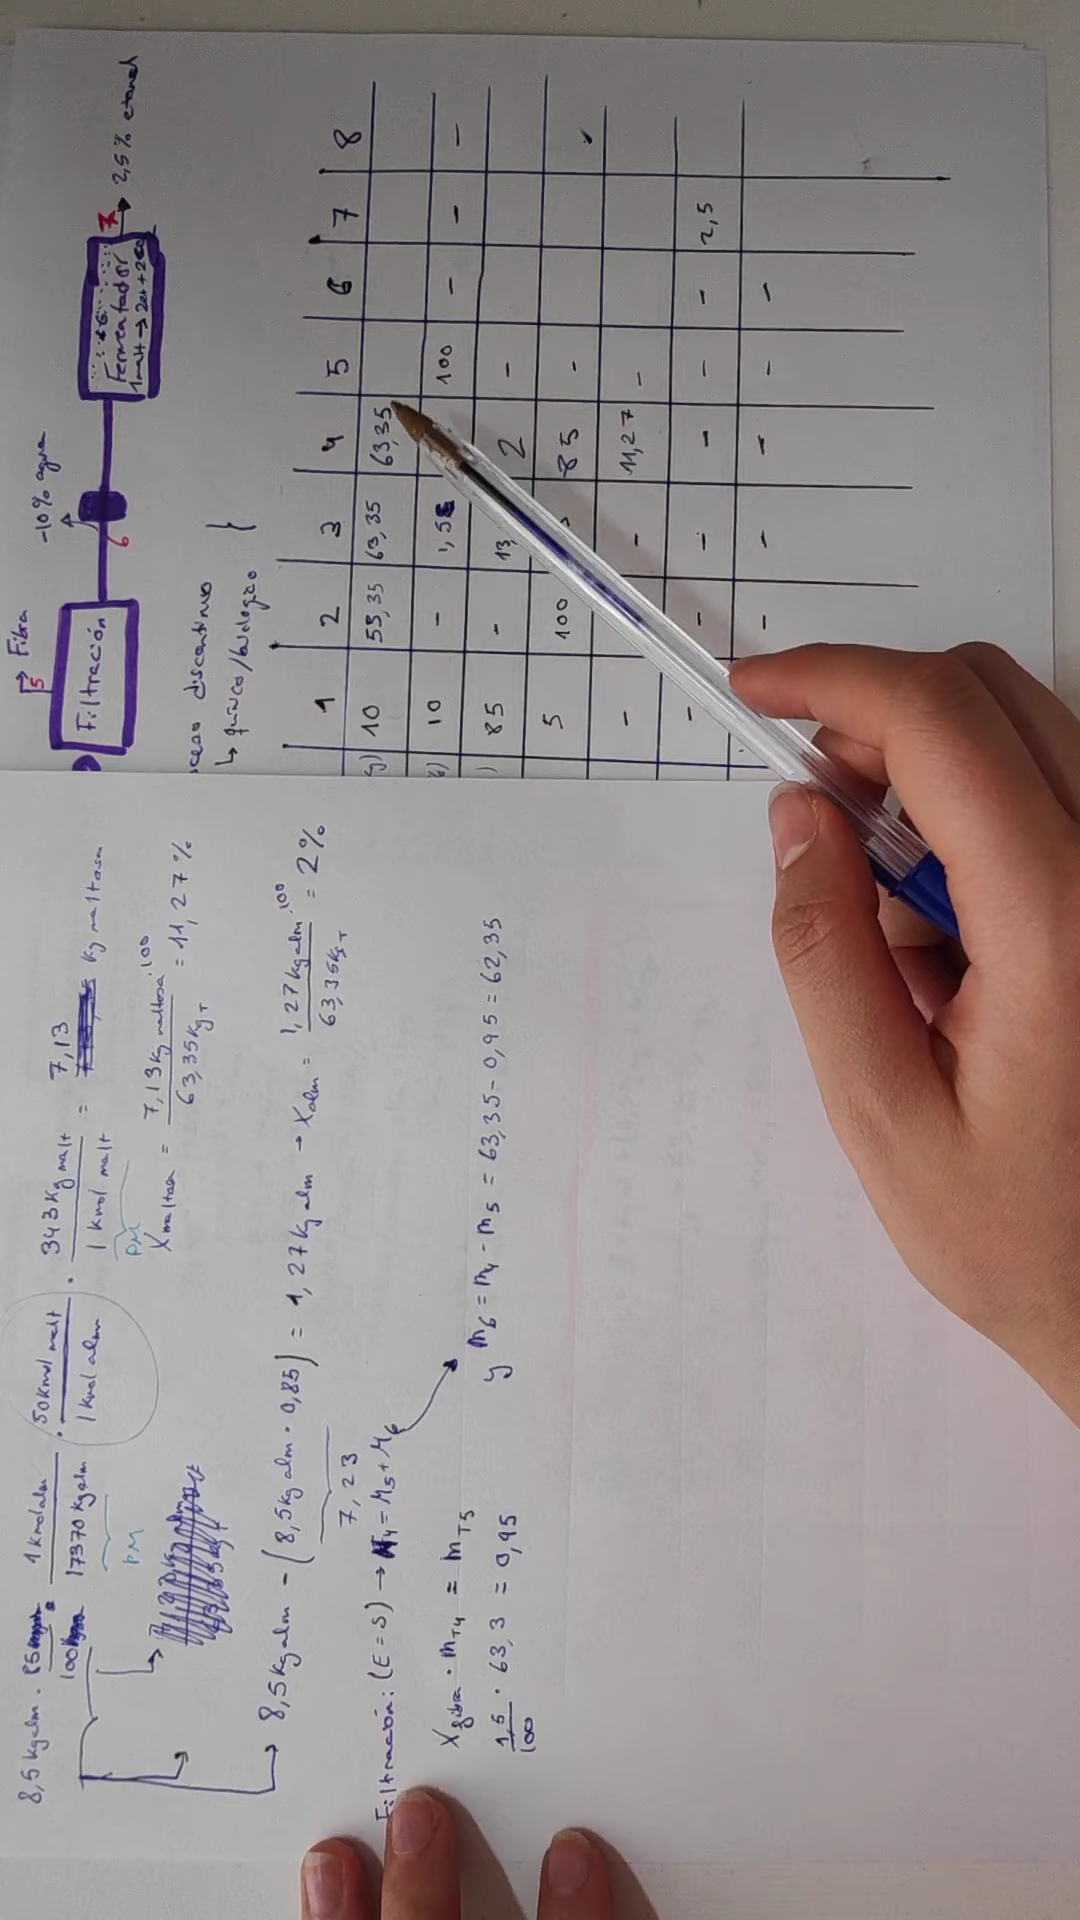 8,5 kg alm · 85 / 100 · 1 kmol alm / 17370 kg alm · 50 kmol malt / 1 kmol alm · 343 kg malt / 1 kmol malt = 7,13 kg maltosa
PM
PM
X maltosa = 7,13 kg maltosa / 63,35 kg T · 100 = 11,27 %
8,5 kg alm - (8,5 kg alm · 0,85) = 1,27 kg alm → X alm = 1,27 kg alm / 63,35 kg T · 100 = 2 %
7,23
Filtración: (E = S) → M4 = M5 + M6
X fibra · m T4 = m T5
1,5 / 100 · 63,3 = 0,95
y m6 = m4 - m5 = 63,35 - 0,95 = 62,35
5 Fibra
-10% agua
Filtración
6
Fermentador
1 malt →
7
2,5% etanol
discontinuo
↳ químico/biológico }
1 2 3 4 5 6 7 8
10 53,35 63,35 63,35
10 - 1,5 100 - - -
85 - 13, 2 -
5 100 85 -
- - 11,27 -
- - - - - - 2,5
- - - - -